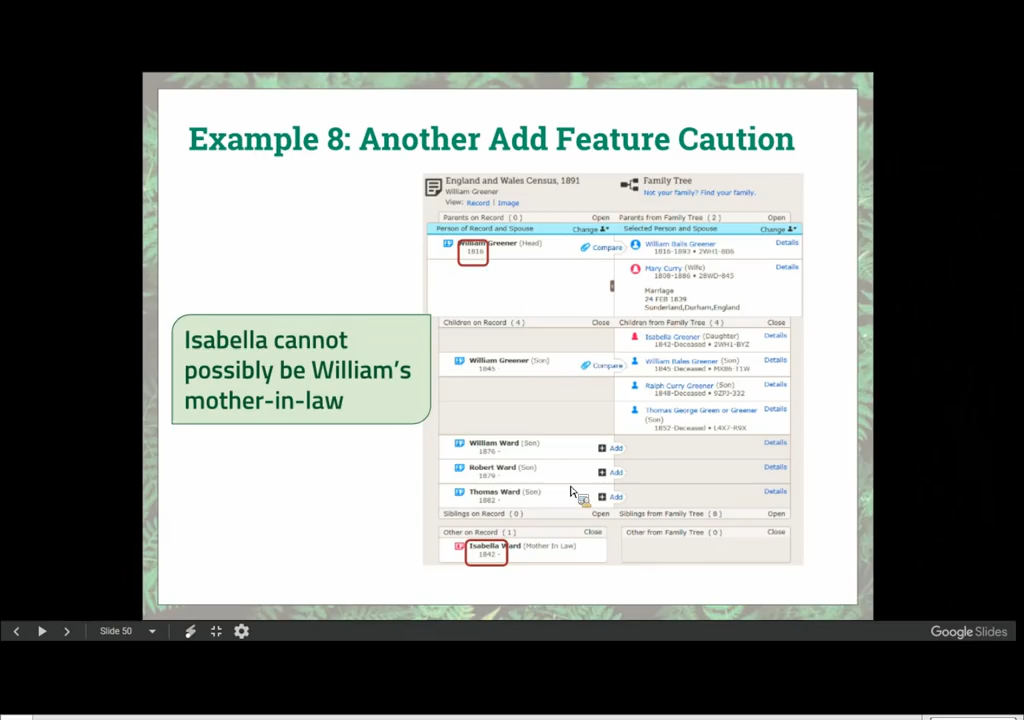 Example 8: Another Add Feature Caution
England and Wales Census, 1891
William Greener
View: Record | Image
Family Tree
Not your family? Find your family.
Parents on Record ( 0 ) Open Parents from Family Tree ( 2 ) Open
Person of Record and Spouse Change Selected Person and Spouse Change
William Greener (Head) Compare William Bails Greener Details
1816 1816-1893 • 2WH1-BD6
Mary Curry (Wife) Details
1808-1886 • 28WD-845
Marriage
24 FEB 1839
Sunderland,Durham,England
Isabella cannot
possibly be William's
mother-in-law
Children on Record ( 4 ) Close Children from Family Tree ( 4 ) Close
Isabella Greener (Daughter) Details
1842-Deceased • 2WH1-BYZ
William Greener (Son) Compare William Bales Greener (Son) Details
1845 - 1845-Deceased • MX86-T1W
Ralph Curry Greener (Son) Details
1848-Deceased • 9ZPJ-332
Thomas George Green or Greener Details
(Son)
1852-Deceased • L4X7-R9X
William Ward (Son) Add Details
1876 -
Robert Ward (Son) Add Details
1879 -
Thomas Ward (Son) Add Details
1882 -
Siblings on Record ( 0 ) Open Siblings from Family Tree ( 8 ) Open
Other on Record ( 1 ) Close Other from Family Tree ( 0 ) Close
Isabella Ward (Mother In Law)
1842 -
Slide 50
Google Slides